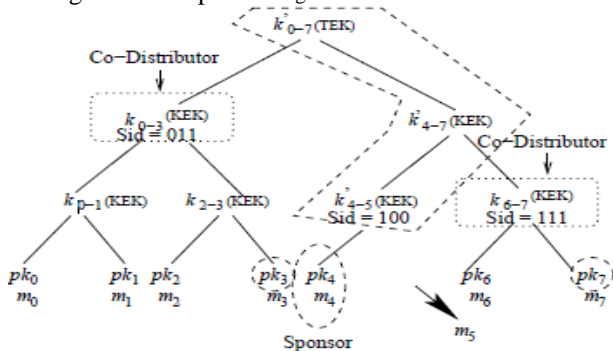 k'0-7(TEK)
Co-Distributor
k0-3(KEK)
Sid = 011
k'4-7(KEK)
Co-Distributor
kp-1(KEK)
k2-3(KEK)
k'4-5(KEK)
Sid = 100
k6-7(KEK)
Sid = 111
pk0
pk1
pk2
pk3
pk4
pk6
pk7
m0
m1
m2
m3
m4
m6
m7
m5
Sponsor